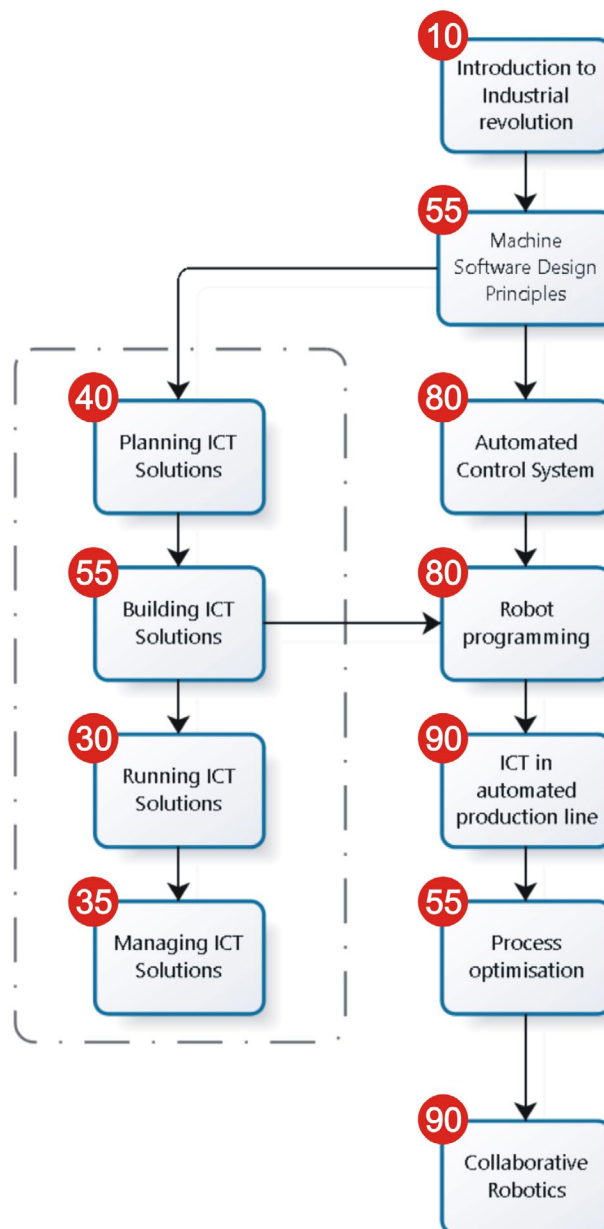 10
Introduction to
Industrial
revolution
55
Machine
Software Design
Principles
40
Planning ICT
Solutions
80
Automated
Control System
55
Building ICT
Solutions
80
Robot
programming
30
Running ICT
Solutions
90
ICT in
automated
production line
35
Managing ICT
Solutions
55
Process
optimisation
90
Collaborative
Robotics